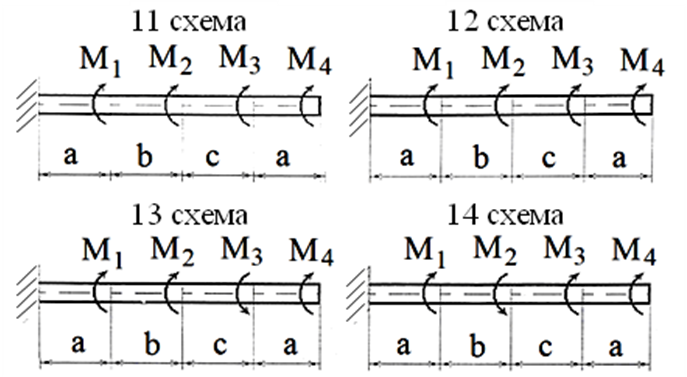 11 схема 12 схема
M1 M2 M3 M4 M1 M2 M3 M4
a b c a a b c a
13 схема 14 схема
M1 M2 M3 M4 M1 M2 M3 M4
a b c a a b c a